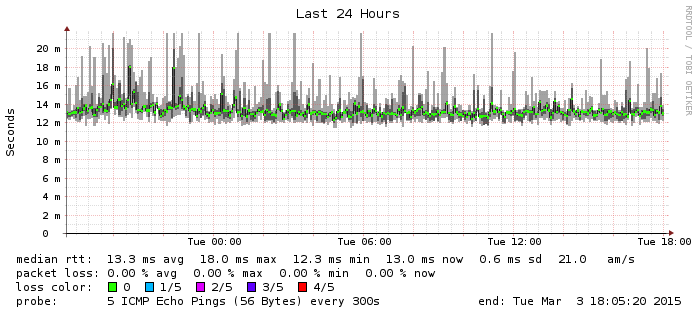 Last 24 Hours
RRDTOOL / TOBI OETIKER
Seconds
20 m
18 m
16 m
14 m
12 m
10 m
8 m
6 m
4 m
2 m
0
Tue 00:00 Tue 06:00 Tue 12:00 Tue 18:00
median rtt: 13.3 ms avg 18.0 ms max 12.3 ms min 13.0 ms now 0.6 ms sd 21.0 am/s
packet loss: 0.00 % avg 0.00 % max 0.00 % min 0.00 % now
loss color: 0 1/5 2/5 3/5 4/5
probe: 5 ICMP Echo Pings (56 Bytes) every 300s end: Tue Mar 3 18:05:20 2015